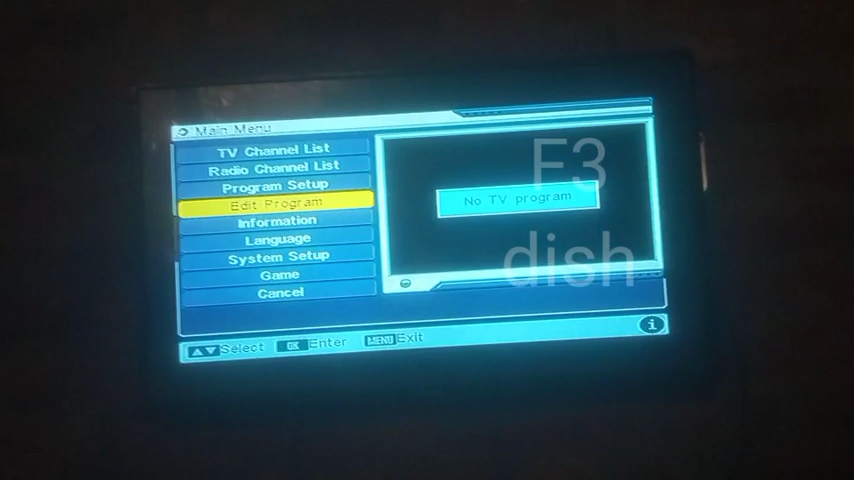 Main Menu
TV Channel List
Radio Channel List
Program Setup
Edit Program
Information
Language
System Setup
Game
Cancel
No TV program
F3
dish
Select OK Enter MENU Exit
i